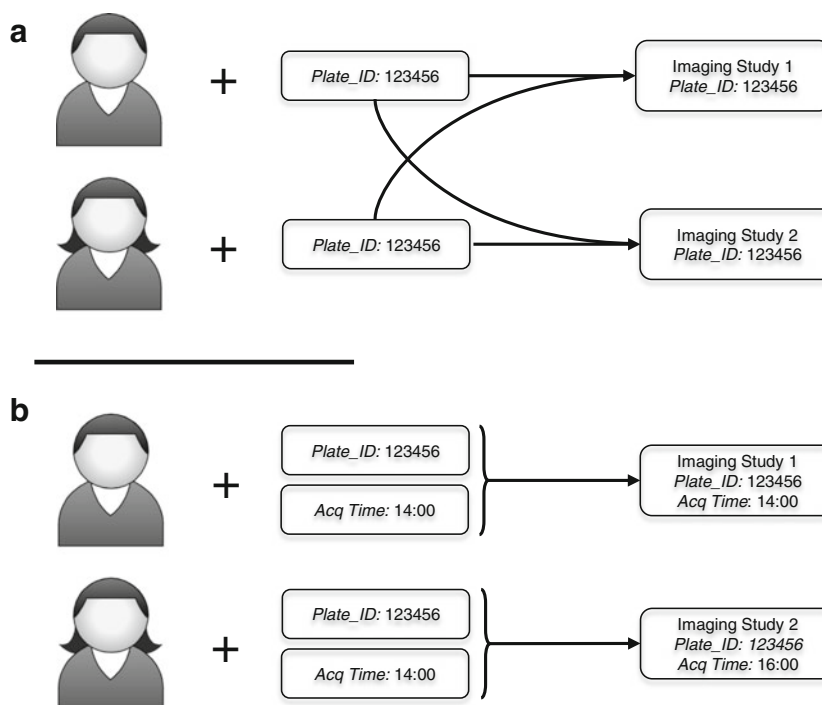 a
+
Plate_ID: 123456
Imaging Study 1
Plate_ID: 123456
+
Plate_ID: 123456
Imaging Study 2
Plate_ID: 123456
b
+
Plate_ID: 123456
Acq Time: 14:00
Imaging Study 1
Plate_ID: 123456
Acq Time: 14:00
+
Plate_ID: 123456
Acq Time: 14:00
Imaging Study 2
Plate_ID: 123456
Acq Time: 16:00